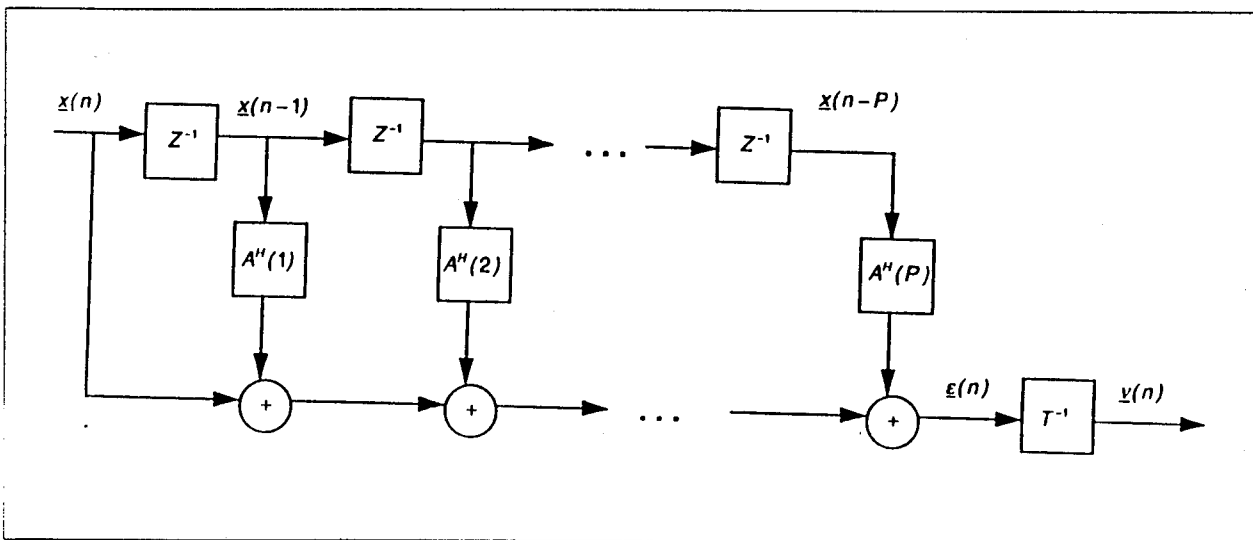 x(n)
x(n-1)
x(n-P)
Z⁻¹
Z⁻¹
. . .
Z⁻¹
Aᴴ(1)
Aᴴ(2)
Aᴴ(P)
+
+
. . .
+
ε(n)
T⁻¹
v(n)